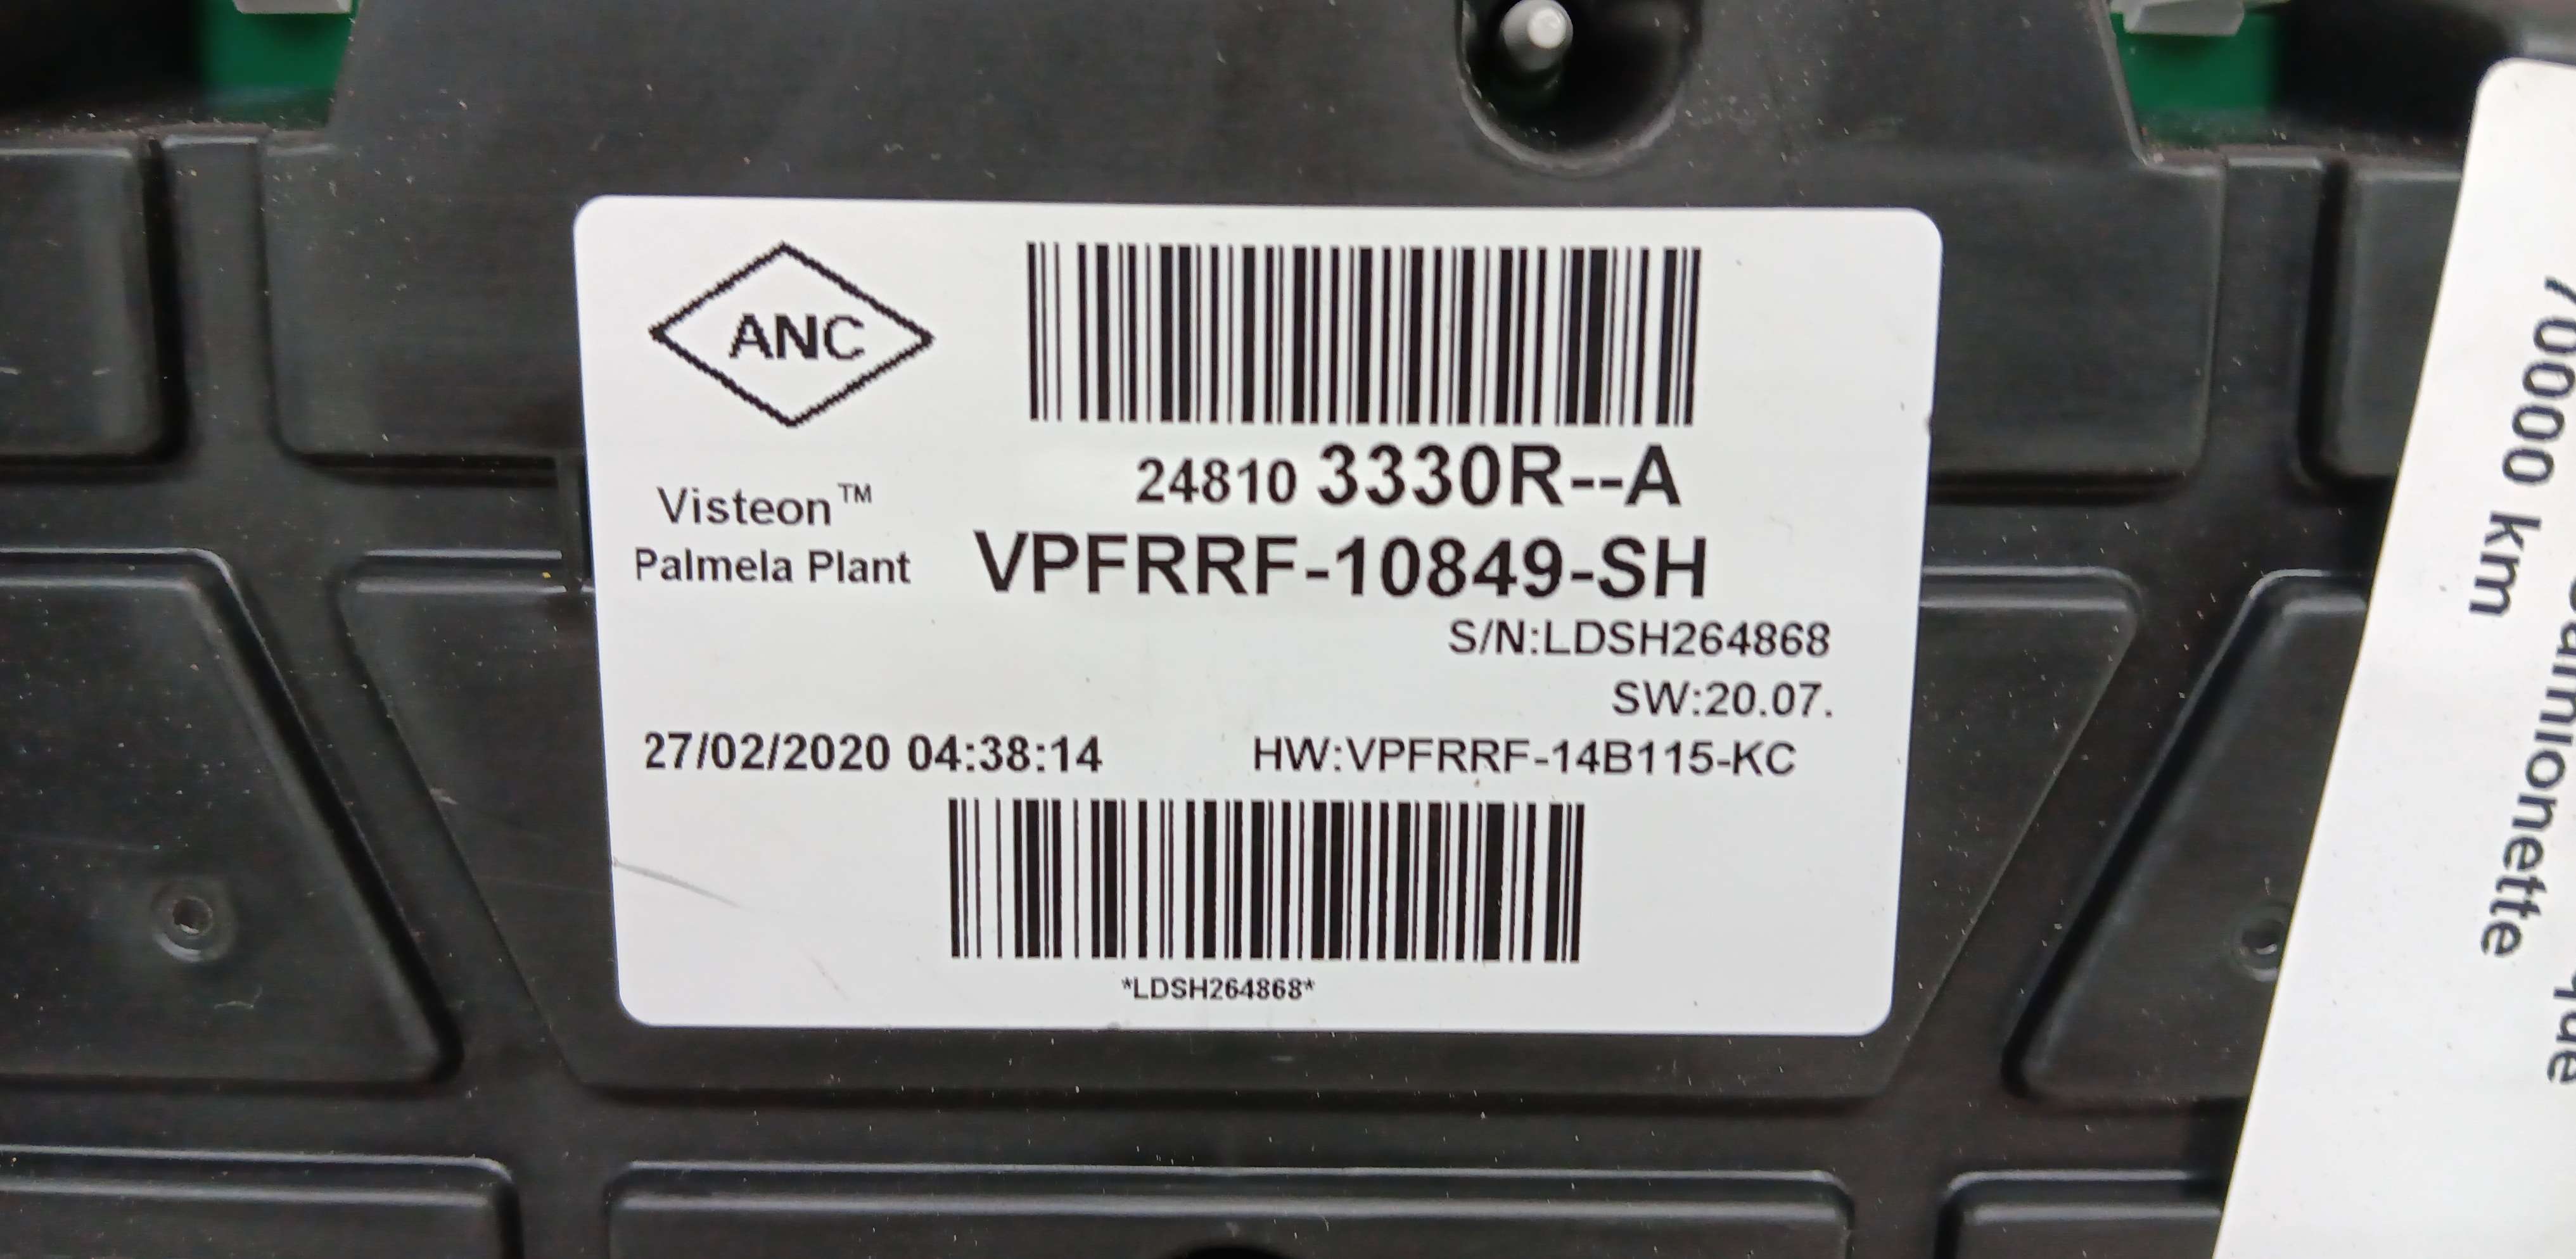 ANC
24810 3330R--A
Visteon™
Palmela Plant
VPFRRF-10849-SH
S/N:LDSH264868
SW:20.07.
27/02/2020 04:38:14
HW:VPFRRF-14B115-KC
*LDSH264868*
70000 km